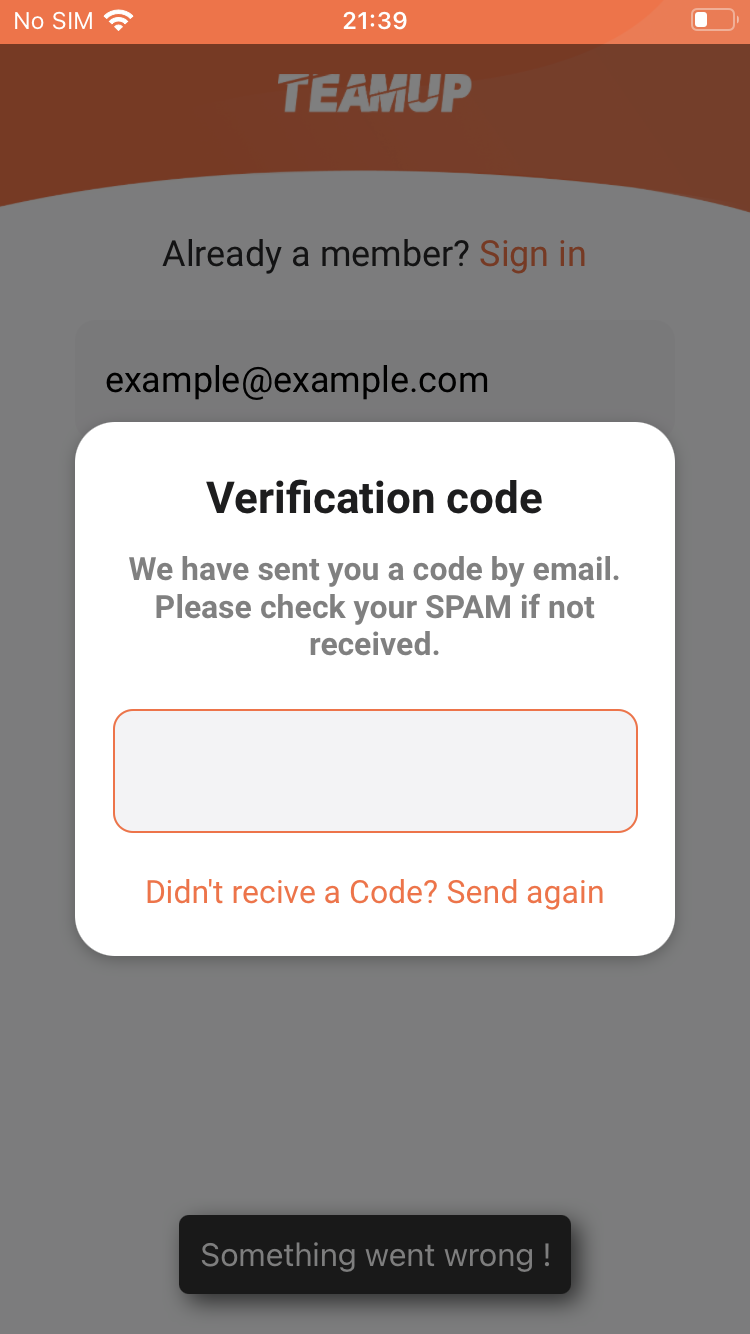 No SIM 21:39
TEAMUP
Already a member? Sign in
example@example.com
Verification code
We have sent you a code by email.
Please check your SPAM if not
received.
Didn't recive a Code? Send again
Something went wrong !